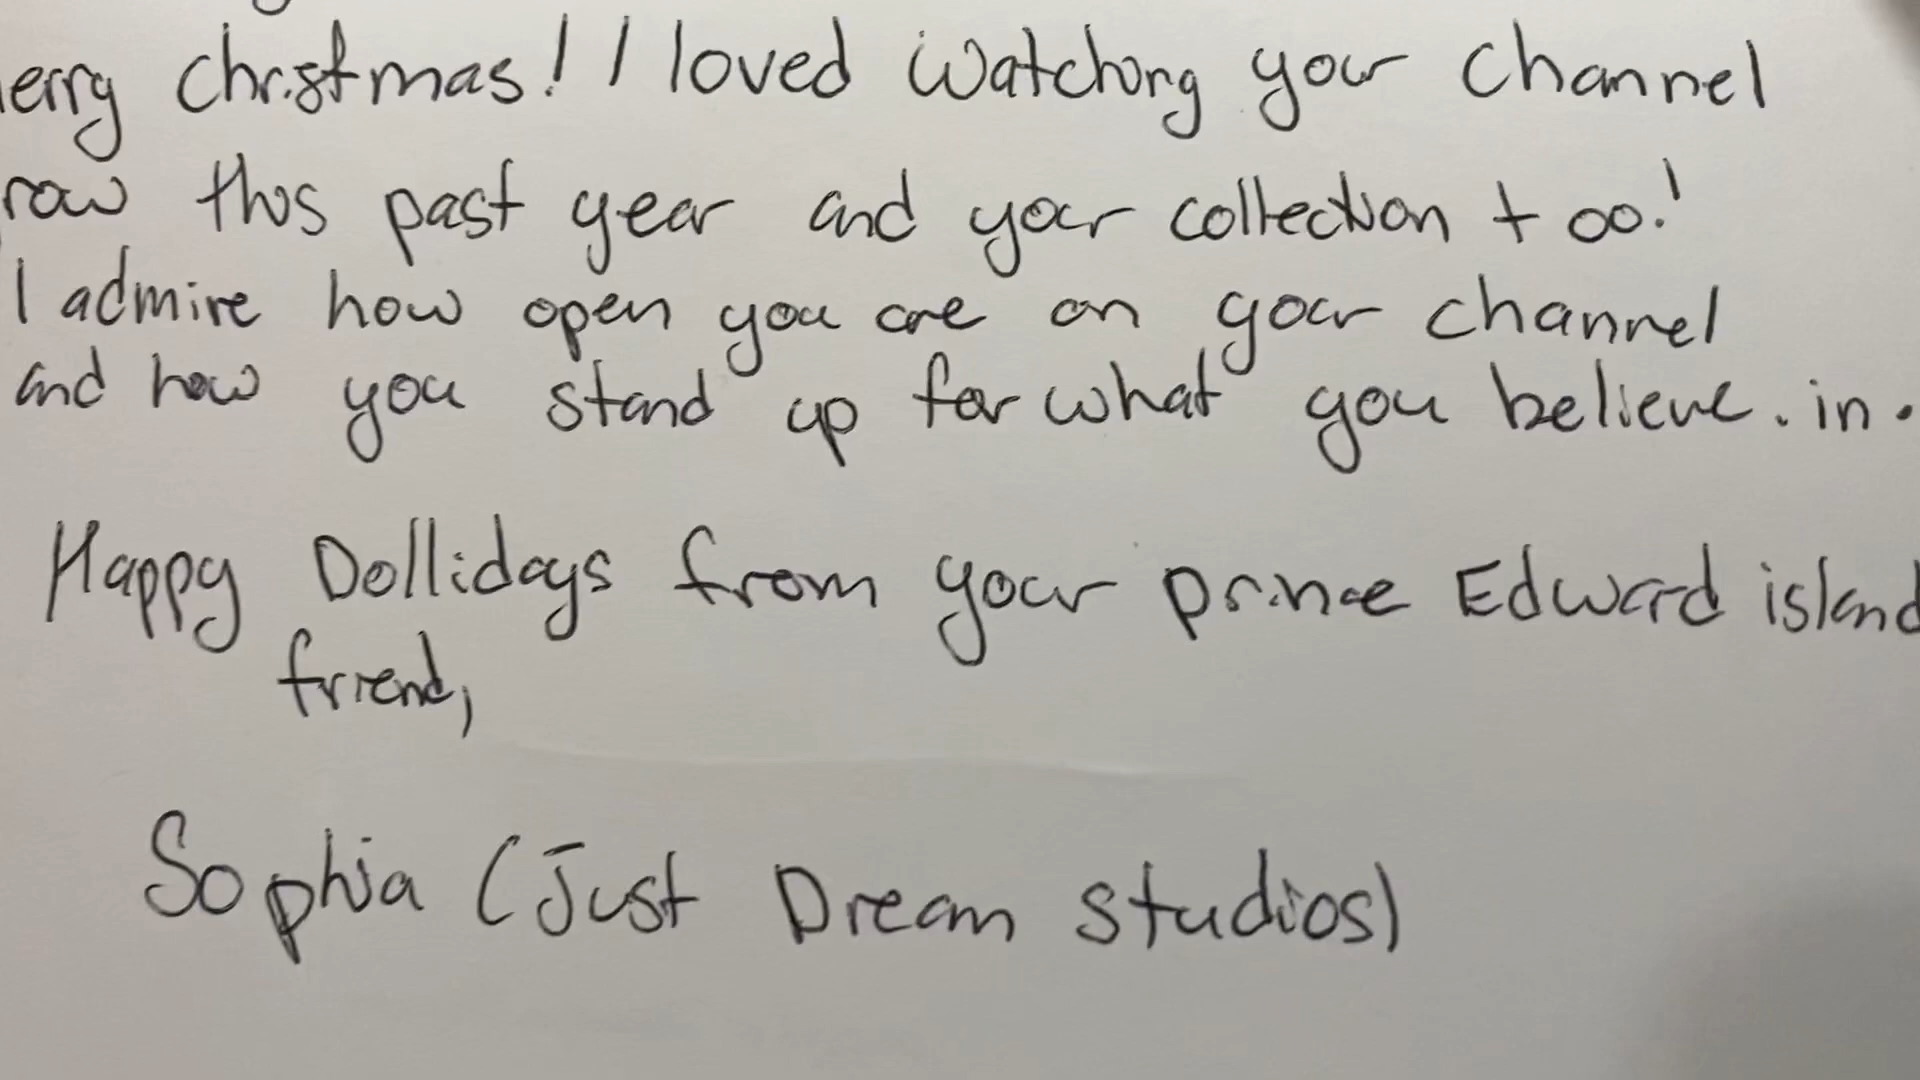 erry christmas! I loved watching your channel
row this past year and your collection too!
I admire how open you are on your channel
and how you stand up for what you believe. in.
Happy Dollidays from your prince Edward island
friend,
Sophia (Just Dream studios)